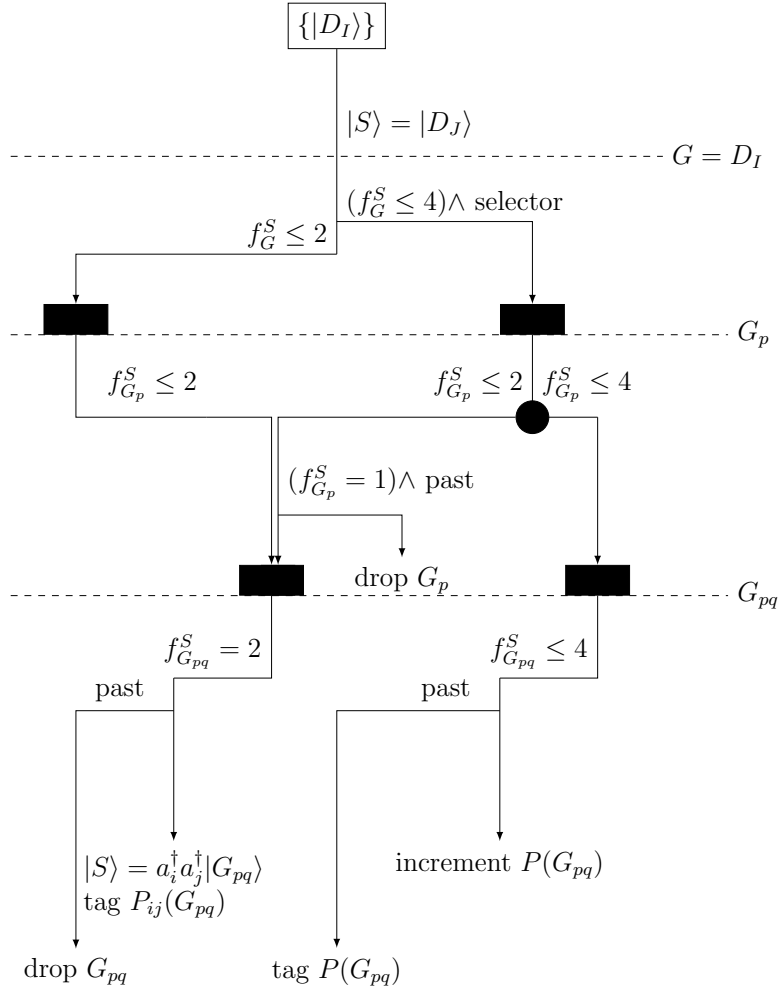 {|D_I⟩}
|S⟩ = |D_J⟩
G = D_I
(f_G^S ≤ 4)∧ selector
f_G^S ≤ 2
G_p
f_{G_p}^S ≤ 2
f_{G_p}^S ≤ 2
f_{G_p}^S ≤ 4
(f_{G_p}^S = 1)∧ past
drop G_p
G_{pq}
f_{G_{pq}}^S = 2
f_{G_{pq}}^S ≤ 4
past
past
|S⟩ = a_i^† a_j^† |G_{pq}⟩
tag P_{ij}(G_{pq})
increment P(G_{pq})
drop G_{pq}
tag P(G_{pq})